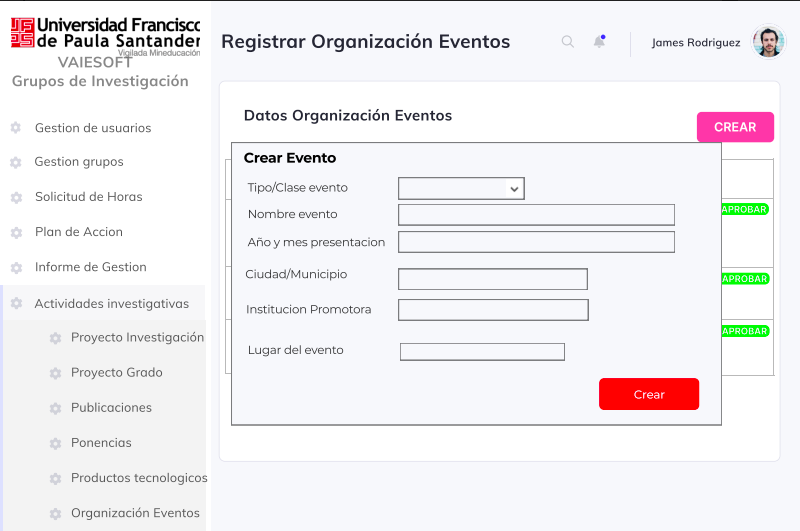 Universidad Francisco
de Paula Santander
Vigilada Mineducación
VAIESOFT
Grupos de Investigación
Gestion de usuarios
Gestion grupos
Solicitud de Horas
Plan de Accion
Informe de Gestion
Actividades investigativas
Proyecto Investigación
Proyecto Grado
Publicaciones
Ponencias
Productos tecnologicos
Organización Eventos
Registrar Organización Eventos
James Rodriguez
Datos Organización Eventos
CREAR
Crear Evento
Tipo/Clase evento
Nombre evento
Año y mes presentacion
Ciudad/Municipio
Institucion Promotora
Lugar del evento
Crear
APROBAR
APROBAR
APROBAR